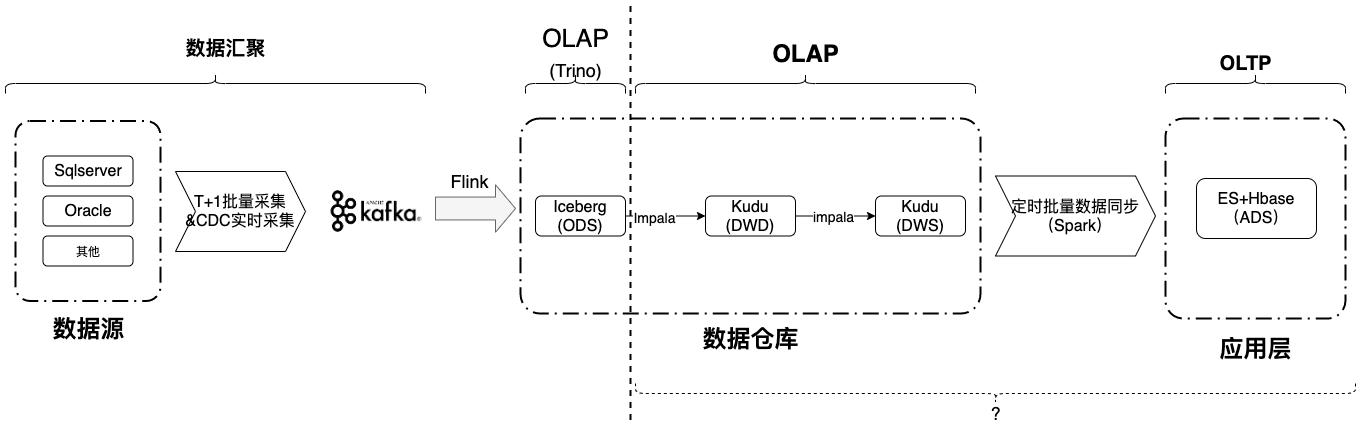 数据汇聚
OLAP
(Trino)
OLAP
OLTP
Sqlserver
Oracle
其他
数据源
T+1批量采集
&CDC实时采集
kafka
Flink
Iceberg
(ODS)
Impala
Kudu
(DWD)
impala
Kudu
(DWS)
数据仓库
定时批量数据同步
（Spark）
ES+Hbase
(ADS)
应用层
?